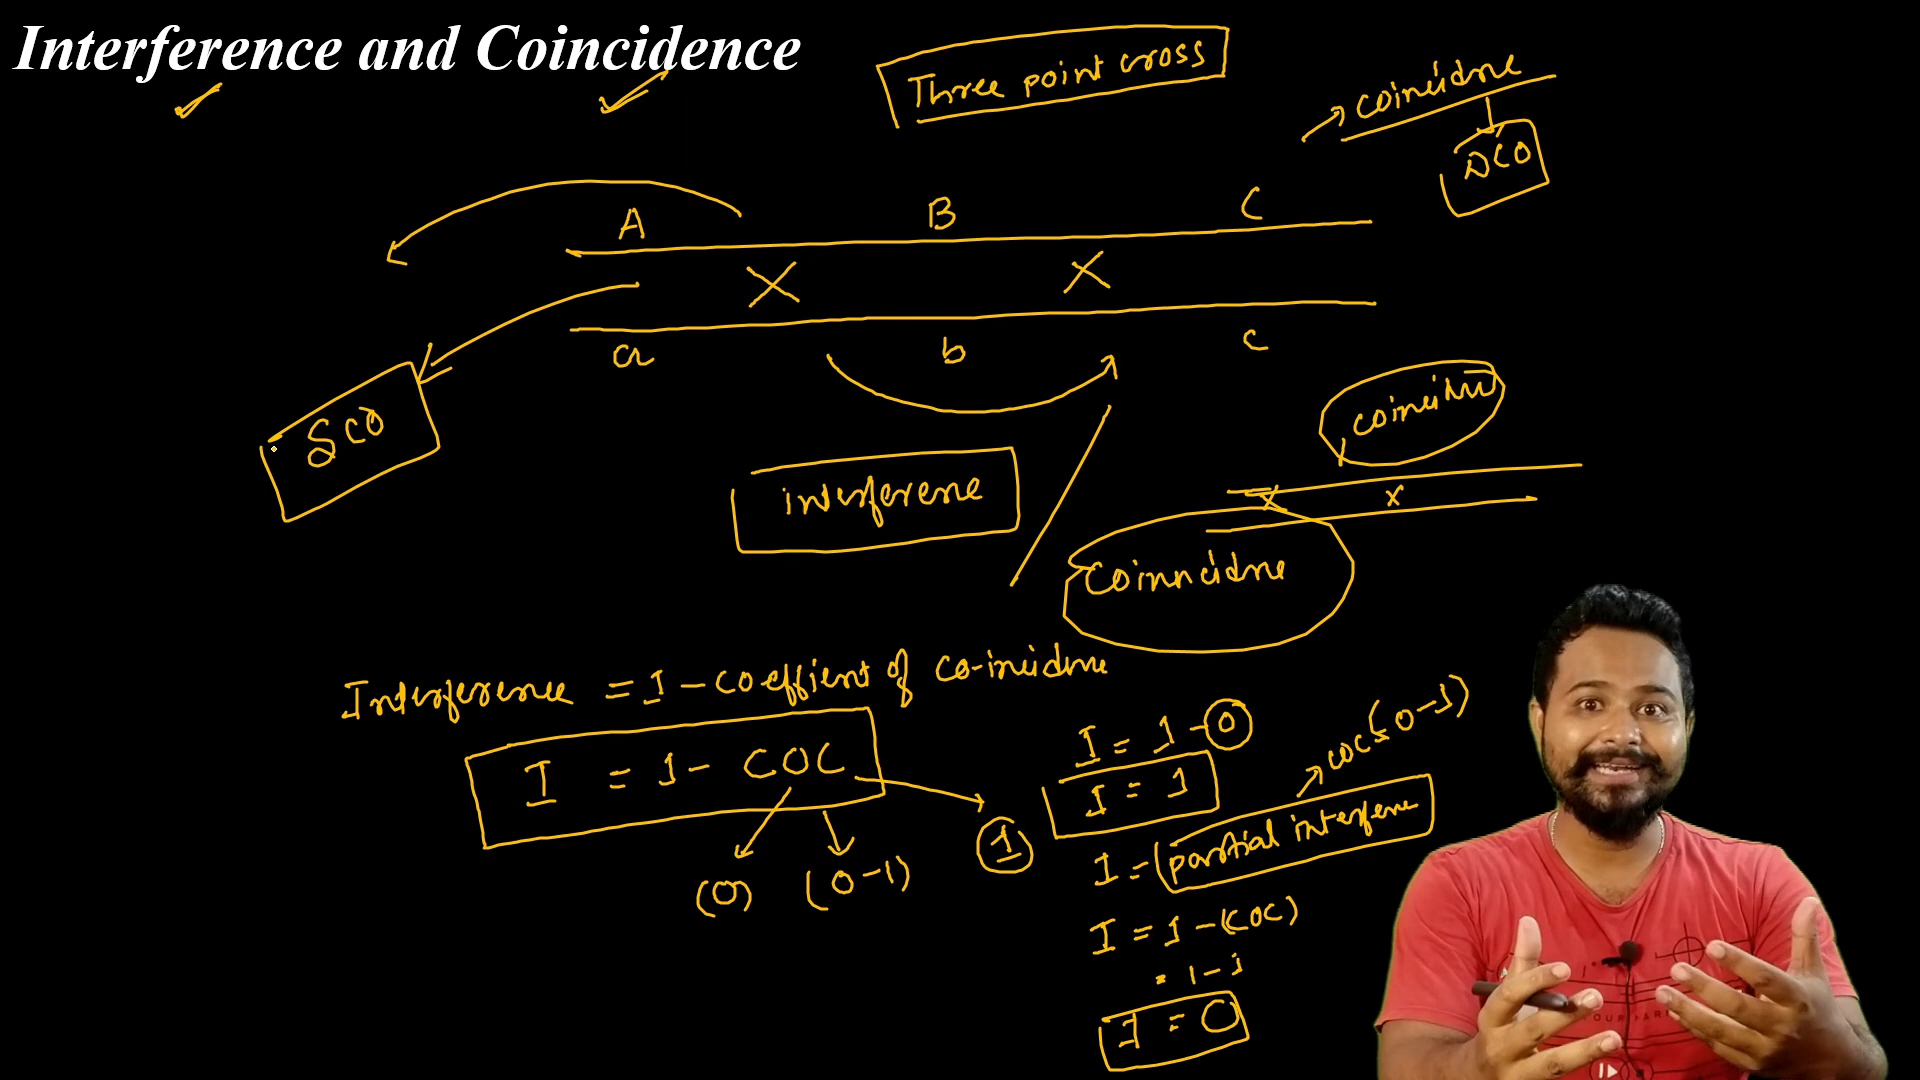 Interference and Coincidence
Three point cross
→ coincidne
DCO
A B C
a b c
SCO
interferene
coincidne
Coinncidne
Interference = 1 - coeffient of co-incidne
I = 1 - COC
(0) (0-1) 1
I = 1 - 0
I = 1
→ COC (0-1)
I = (partial interfene
I = 1 - (COC)
= 1 - 1
I = 0